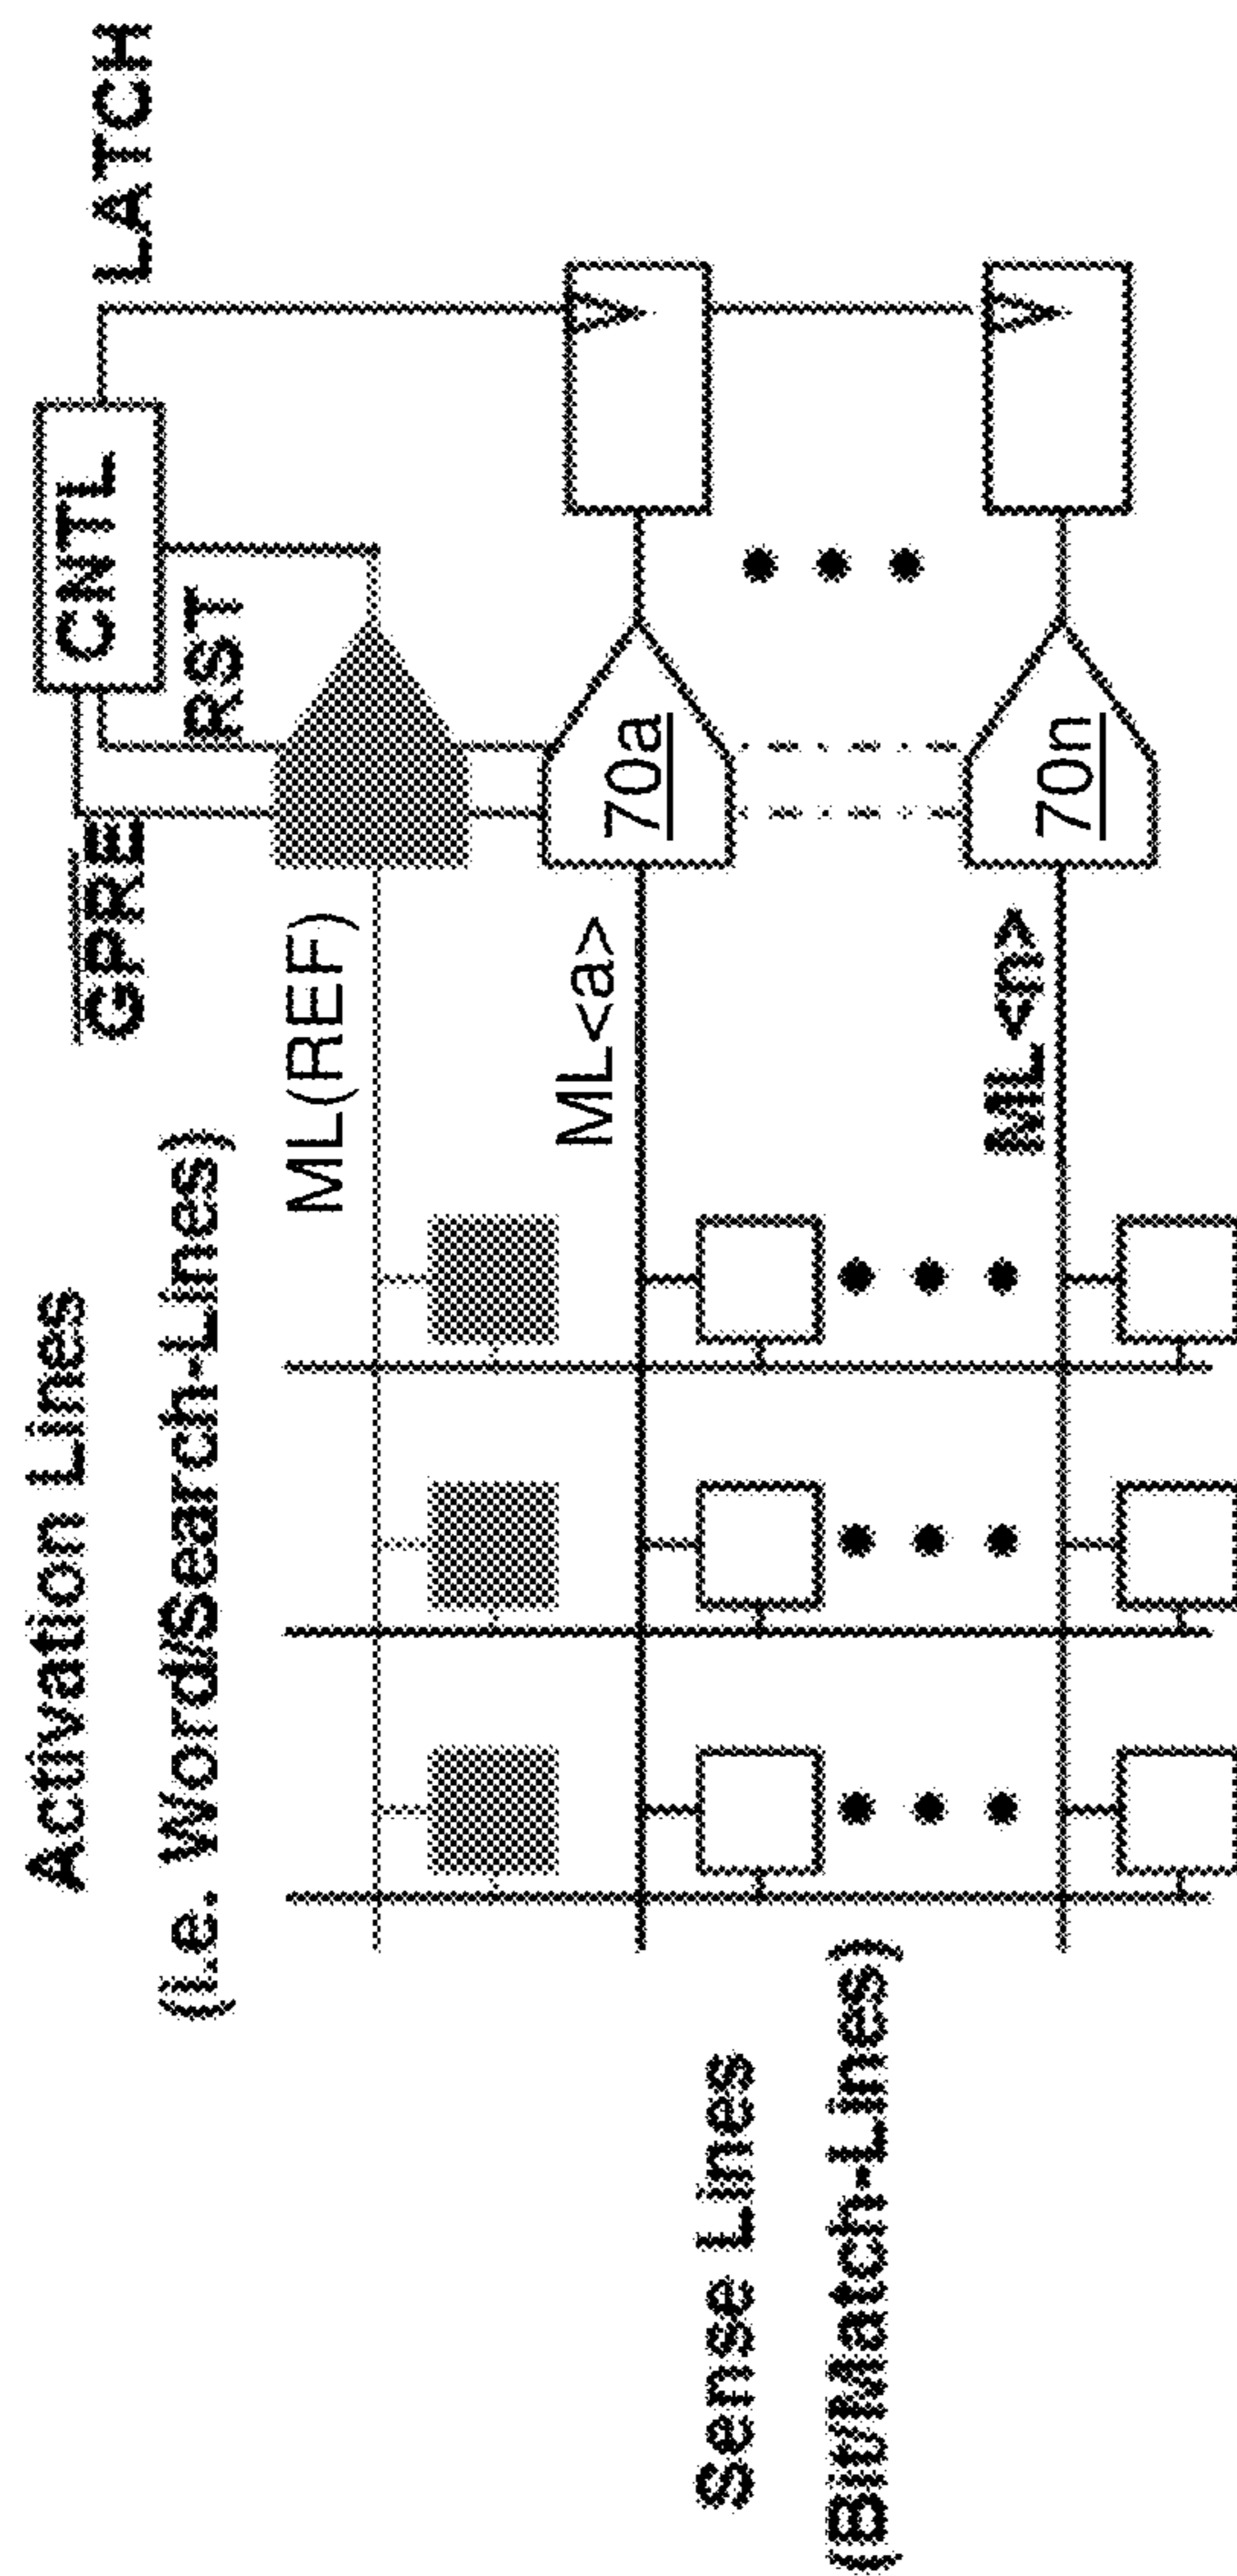 Activation Lines
(i.e. Word/Search-Lines)
GPRE
CNTL
LATCH
RST
ML(REF)
ML<a>
70a
Sense Lines
(Bit/Match-Lines)
ML<n>
70n